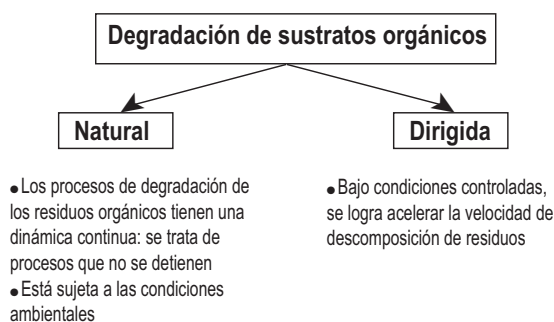 Degradación de sustratos orgánicos
Natural
Dirigida
● Los procesos de degradación de
los residuos orgánicos tienen una
dinámica continua: se trata de
procesos que no se detienen
● Está sujeta a las condiciones
ambientales
● Bajo condiciones controladas,
se logra acelerar la velocidad de
descomposición de residuos